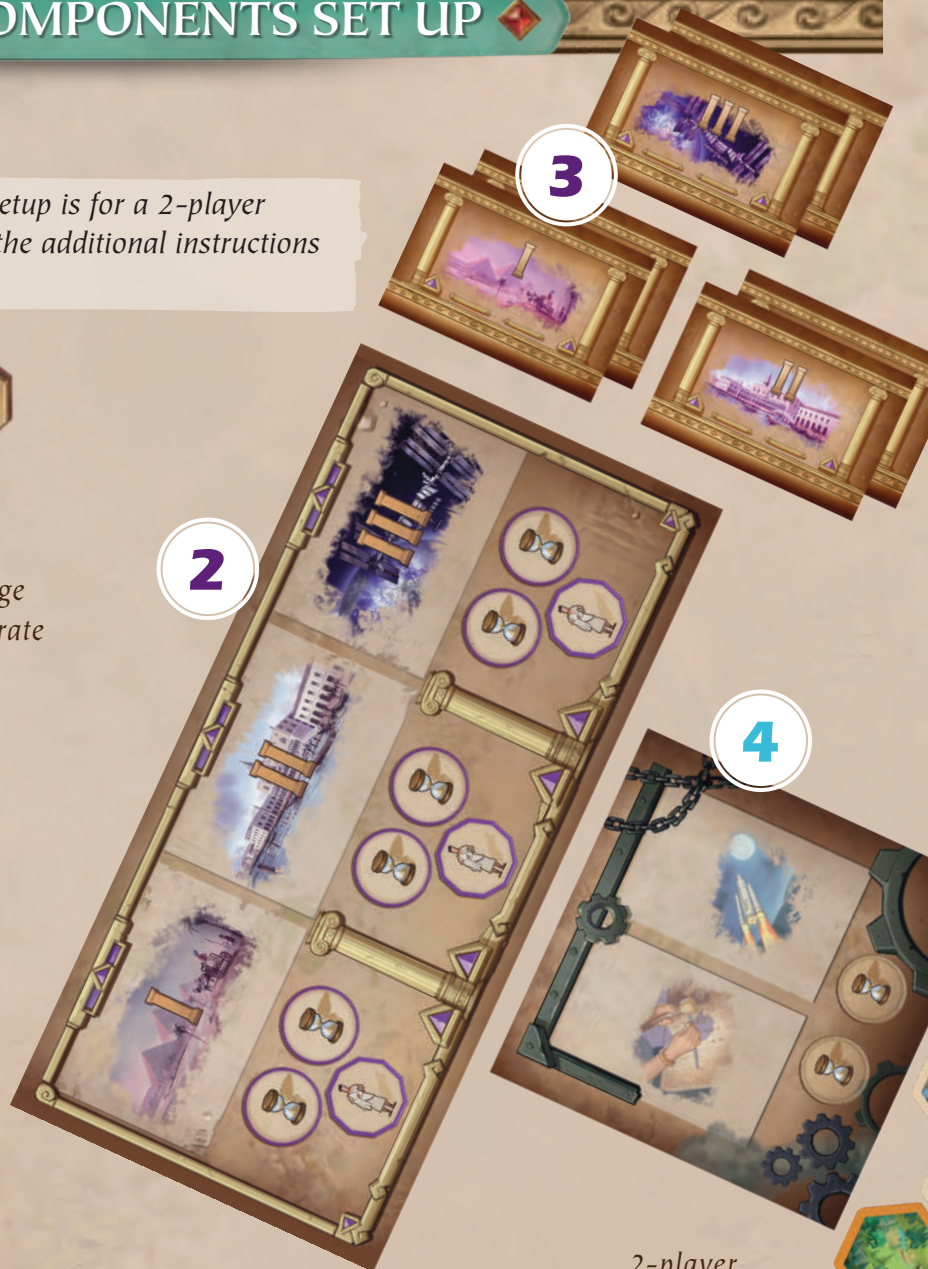 OMPONENTS SET UP
3
etup is for a 2-player
the additional instructions
2
ge
rate
4
2-player